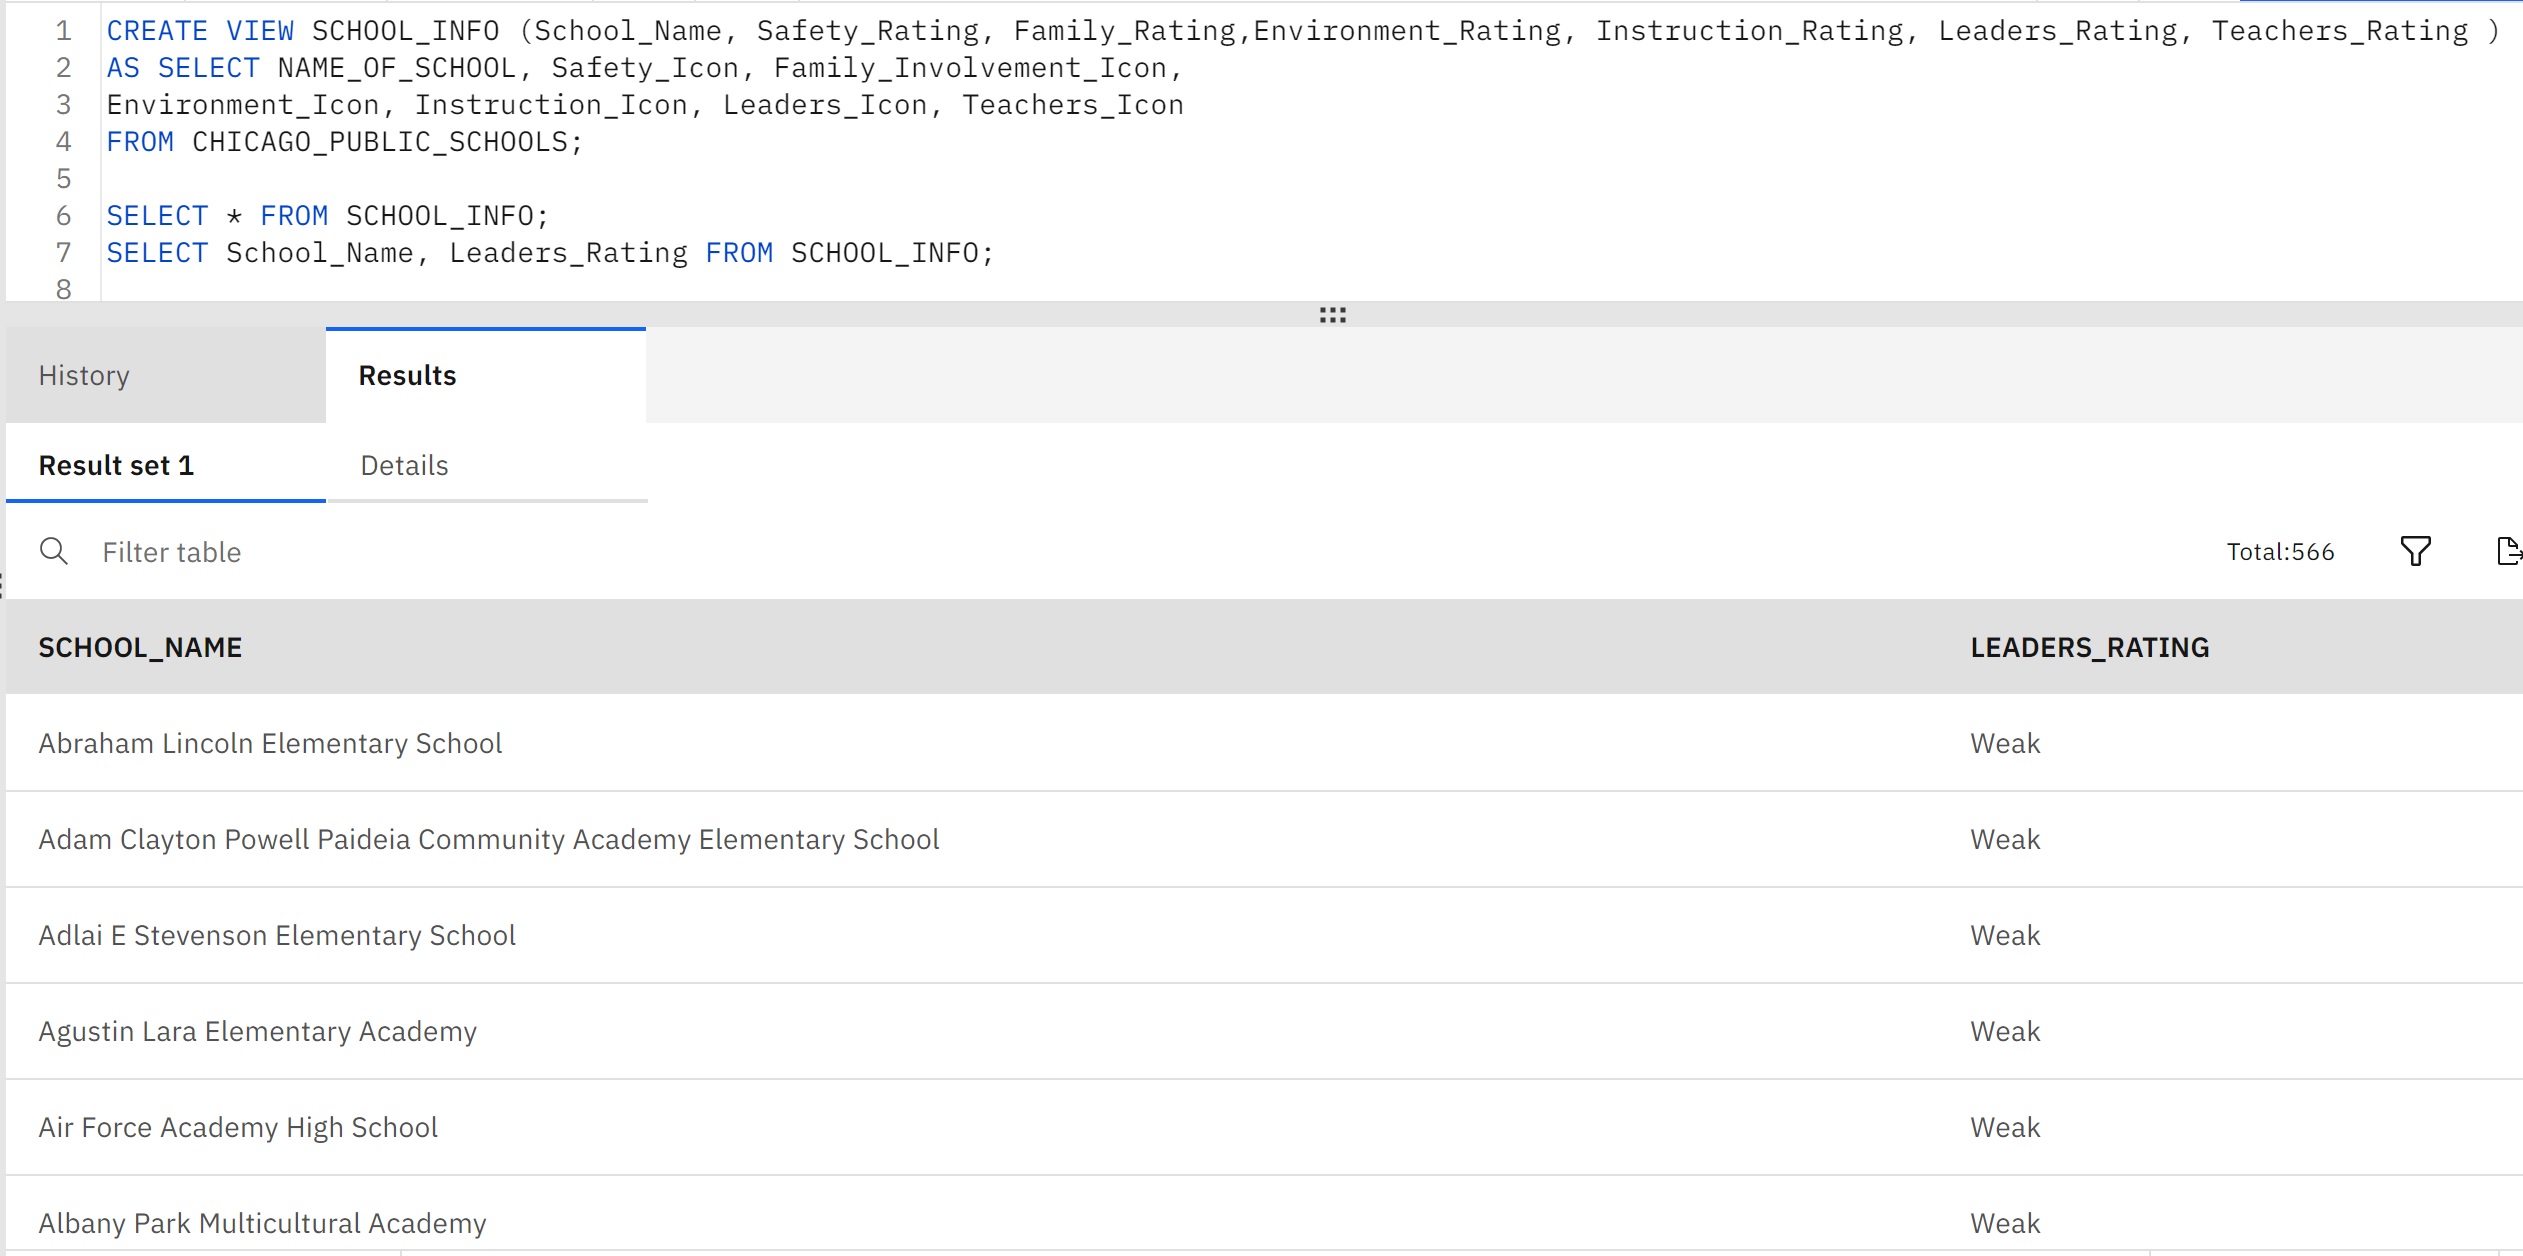 1 CREATE VIEW SCHOOL_INFO (School_Name, Safety_Rating, Family_Rating,Environment_Rating, Instruction_Rating, Leaders_Rating, Teachers_Rating )
2 AS SELECT NAME_OF_SCHOOL, Safety_Icon, Family_Involvement_Icon,
3 Environment_Icon, Instruction_Icon, Leaders_Icon, Teachers_Icon
4 FROM CHICAGO_PUBLIC_SCHOOLS;
5
6 SELECT * FROM SCHOOL_INFO;
7 SELECT School_Name, Leaders_Rating FROM SCHOOL_INFO;
8
History Results
Result set 1 Details
Filter table Total:566
SCHOOL_NAME LEADERS_RATING
Abraham Lincoln Elementary School Weak
Adam Clayton Powell Paideia Community Academy Elementary School Weak
Adlai E Stevenson Elementary School Weak
Agustin Lara Elementary Academy Weak
Air Force Academy High School Weak
Albany Park Multicultural Academy Weak